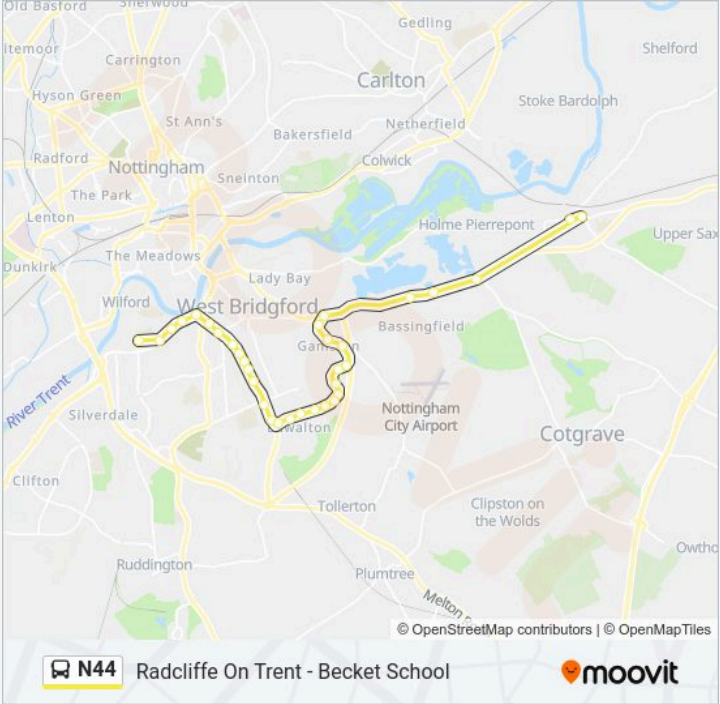 Old Basford
Sherwood
itemoor
Carrington
Gedling
Shelford
Carlton
Hyson Green
Stoke Bardolph
St Ann's
Netherfield
Bakersfield
Radford
Nottingham
Colwick
Sneinton
The Park
Lenton
Holme Pierrepont
Upper Sax
The Meadows
Dunkirk
Lady Bay
Wilford
West Bridgford
Bassingfield
River Trent
Silverdale
Nottingham
City Airport
Cotgrave
Clifton
Tollerton
Clipston on
the Wolds
Owtho
Ruddington
Plumtree
Melton
© OpenStreetMap contributors | © OpenMapTiles
N44 Radcliffe On Trent - Becket School
moovit